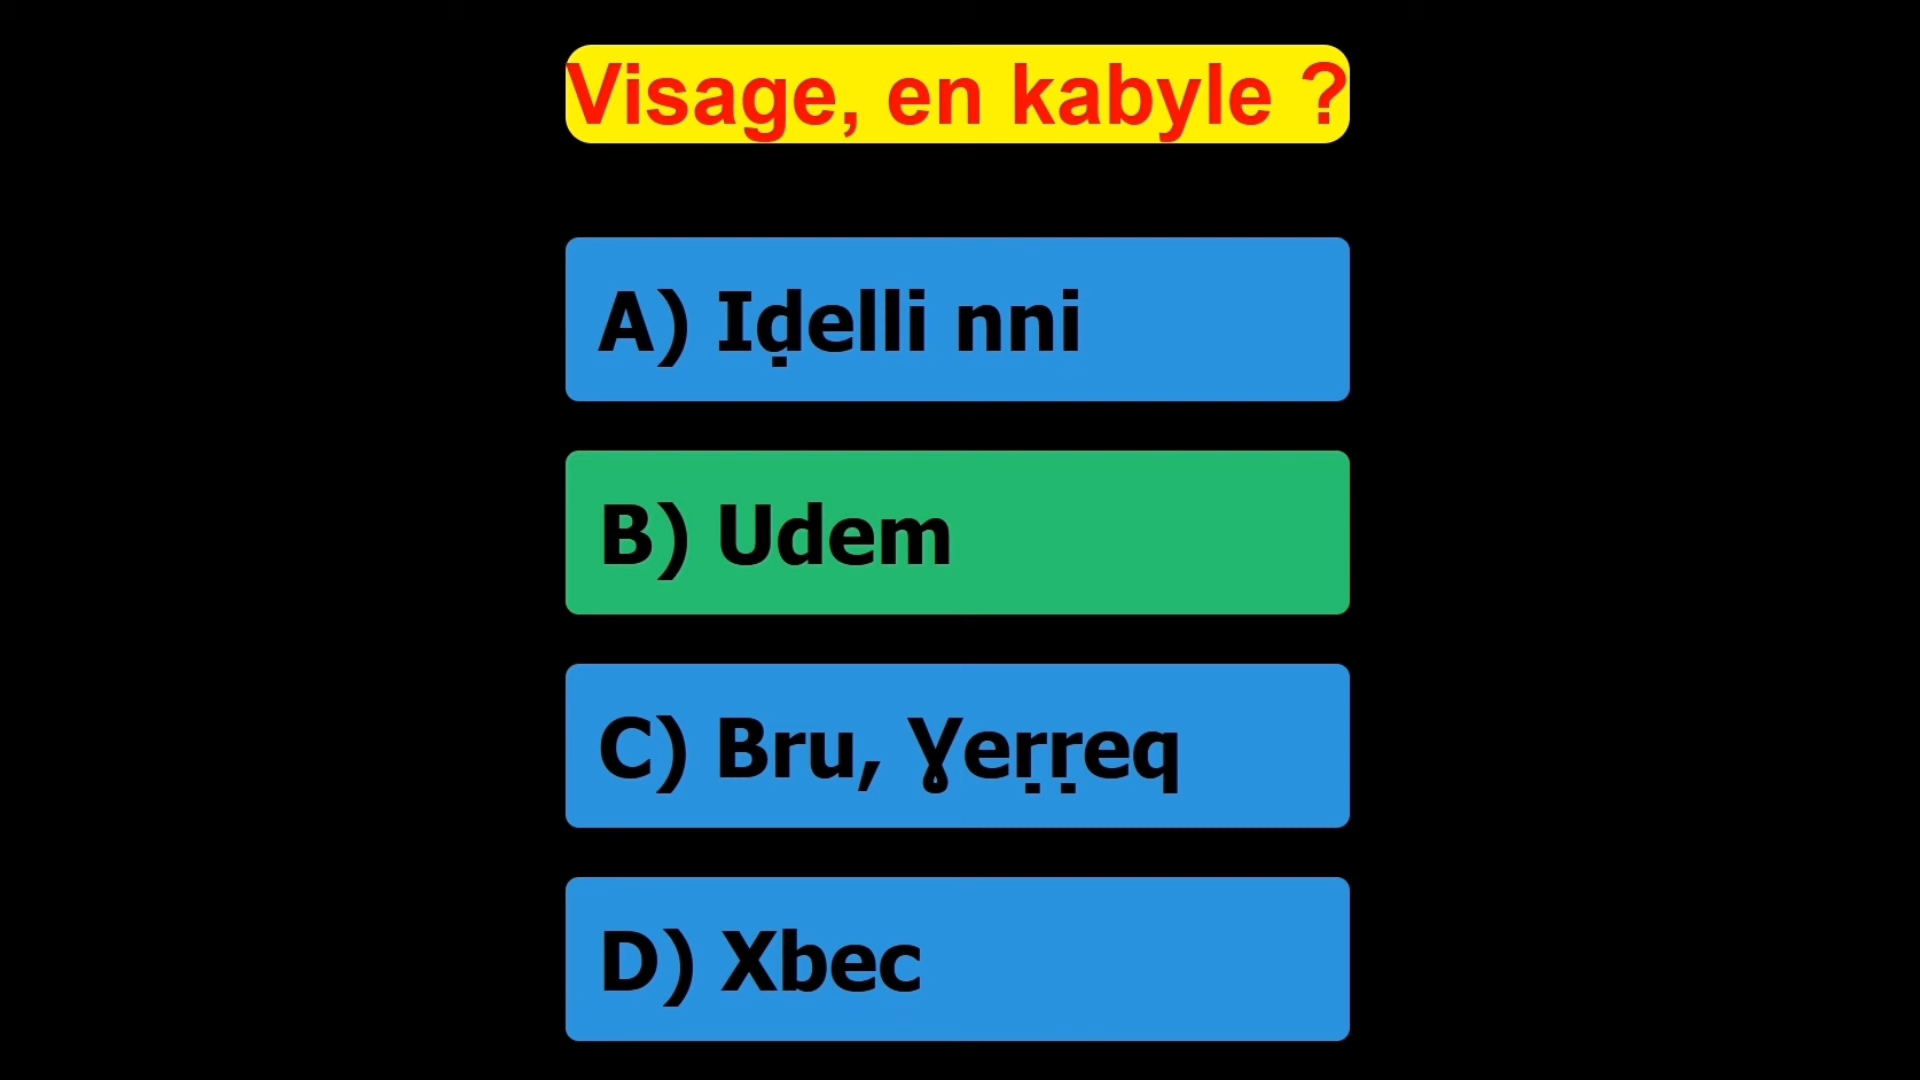 Visage, en kabyle ?
A) Iḍelli nni
B) Udem
C) Bru, Ɣeṛṛeq
D) Xbec